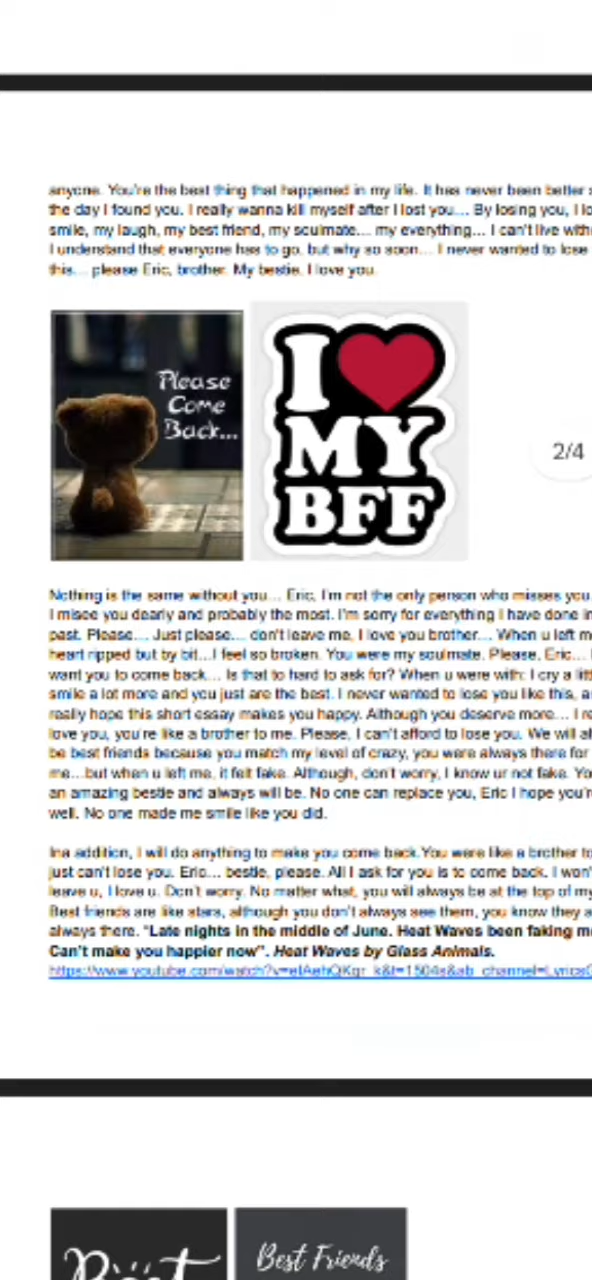 anyone. You're the best thing that happened in my life. It has never been better
the day I found you. I really wanna kill myself after I lost you... By losing you, I lo
smile, my laugh, my best friend, my soulmate... my everything... I can't live with
I understand that everyone has to go, but why so soon... I never wanted to lose
this... please Eric, brother. My bestie. I love you.
Please
Come
Back...
I
MY
BFF
2/4
Nothing is the same without you... Eric, I'm not the only person who misses you.
I misee you dearly and probably the most. I'm sorry for everything I have done in
past. Please... Just please... don't leave me, I love you brother... When u left m
heart ripped but by bit...I feel so broken. You were my soulmate. Please, Eric...
want you to come back... Is that to hard to ask for? When u were with: I cry a litt
smile a lot more and you just are the best. I never wanted to lose you like this, a
really hope this short essay makes you happy. Although you deserve more... I re
love you, you're like a brother to me. Please, I can't afford to lose you. We will al
be best friends because you match my level of crazy, you were always there for
me...but when u left me, it felt fake. Although, don't worry, I know ur not fake. Yo
an amazing bestie and always will be. No one can replace you, Eric I hope you're
well. No one made me smile like you did.
Ina addition, I will do anything to make you come back.You were like a brother to
just can't lose you. Eric... bestie, please. All I ask for you is to come back. I won'
leave u, I love u. Don't worry. No matter what, you will always be at the top of my
Best friends are like stars, although you don't always see them, you know they a
always there. "Late nights in the middle of June. Heat Waves been faking me
Can't make you happier now". Heat Waves by Glass Animals.
Best
Best Friends